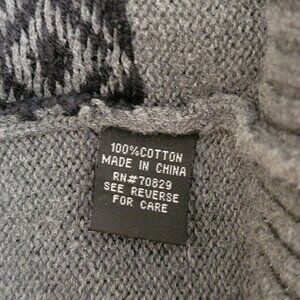 100%COTTON
MADE IN CHINA
RN#70829
SEE REVERSE
FOR CARE